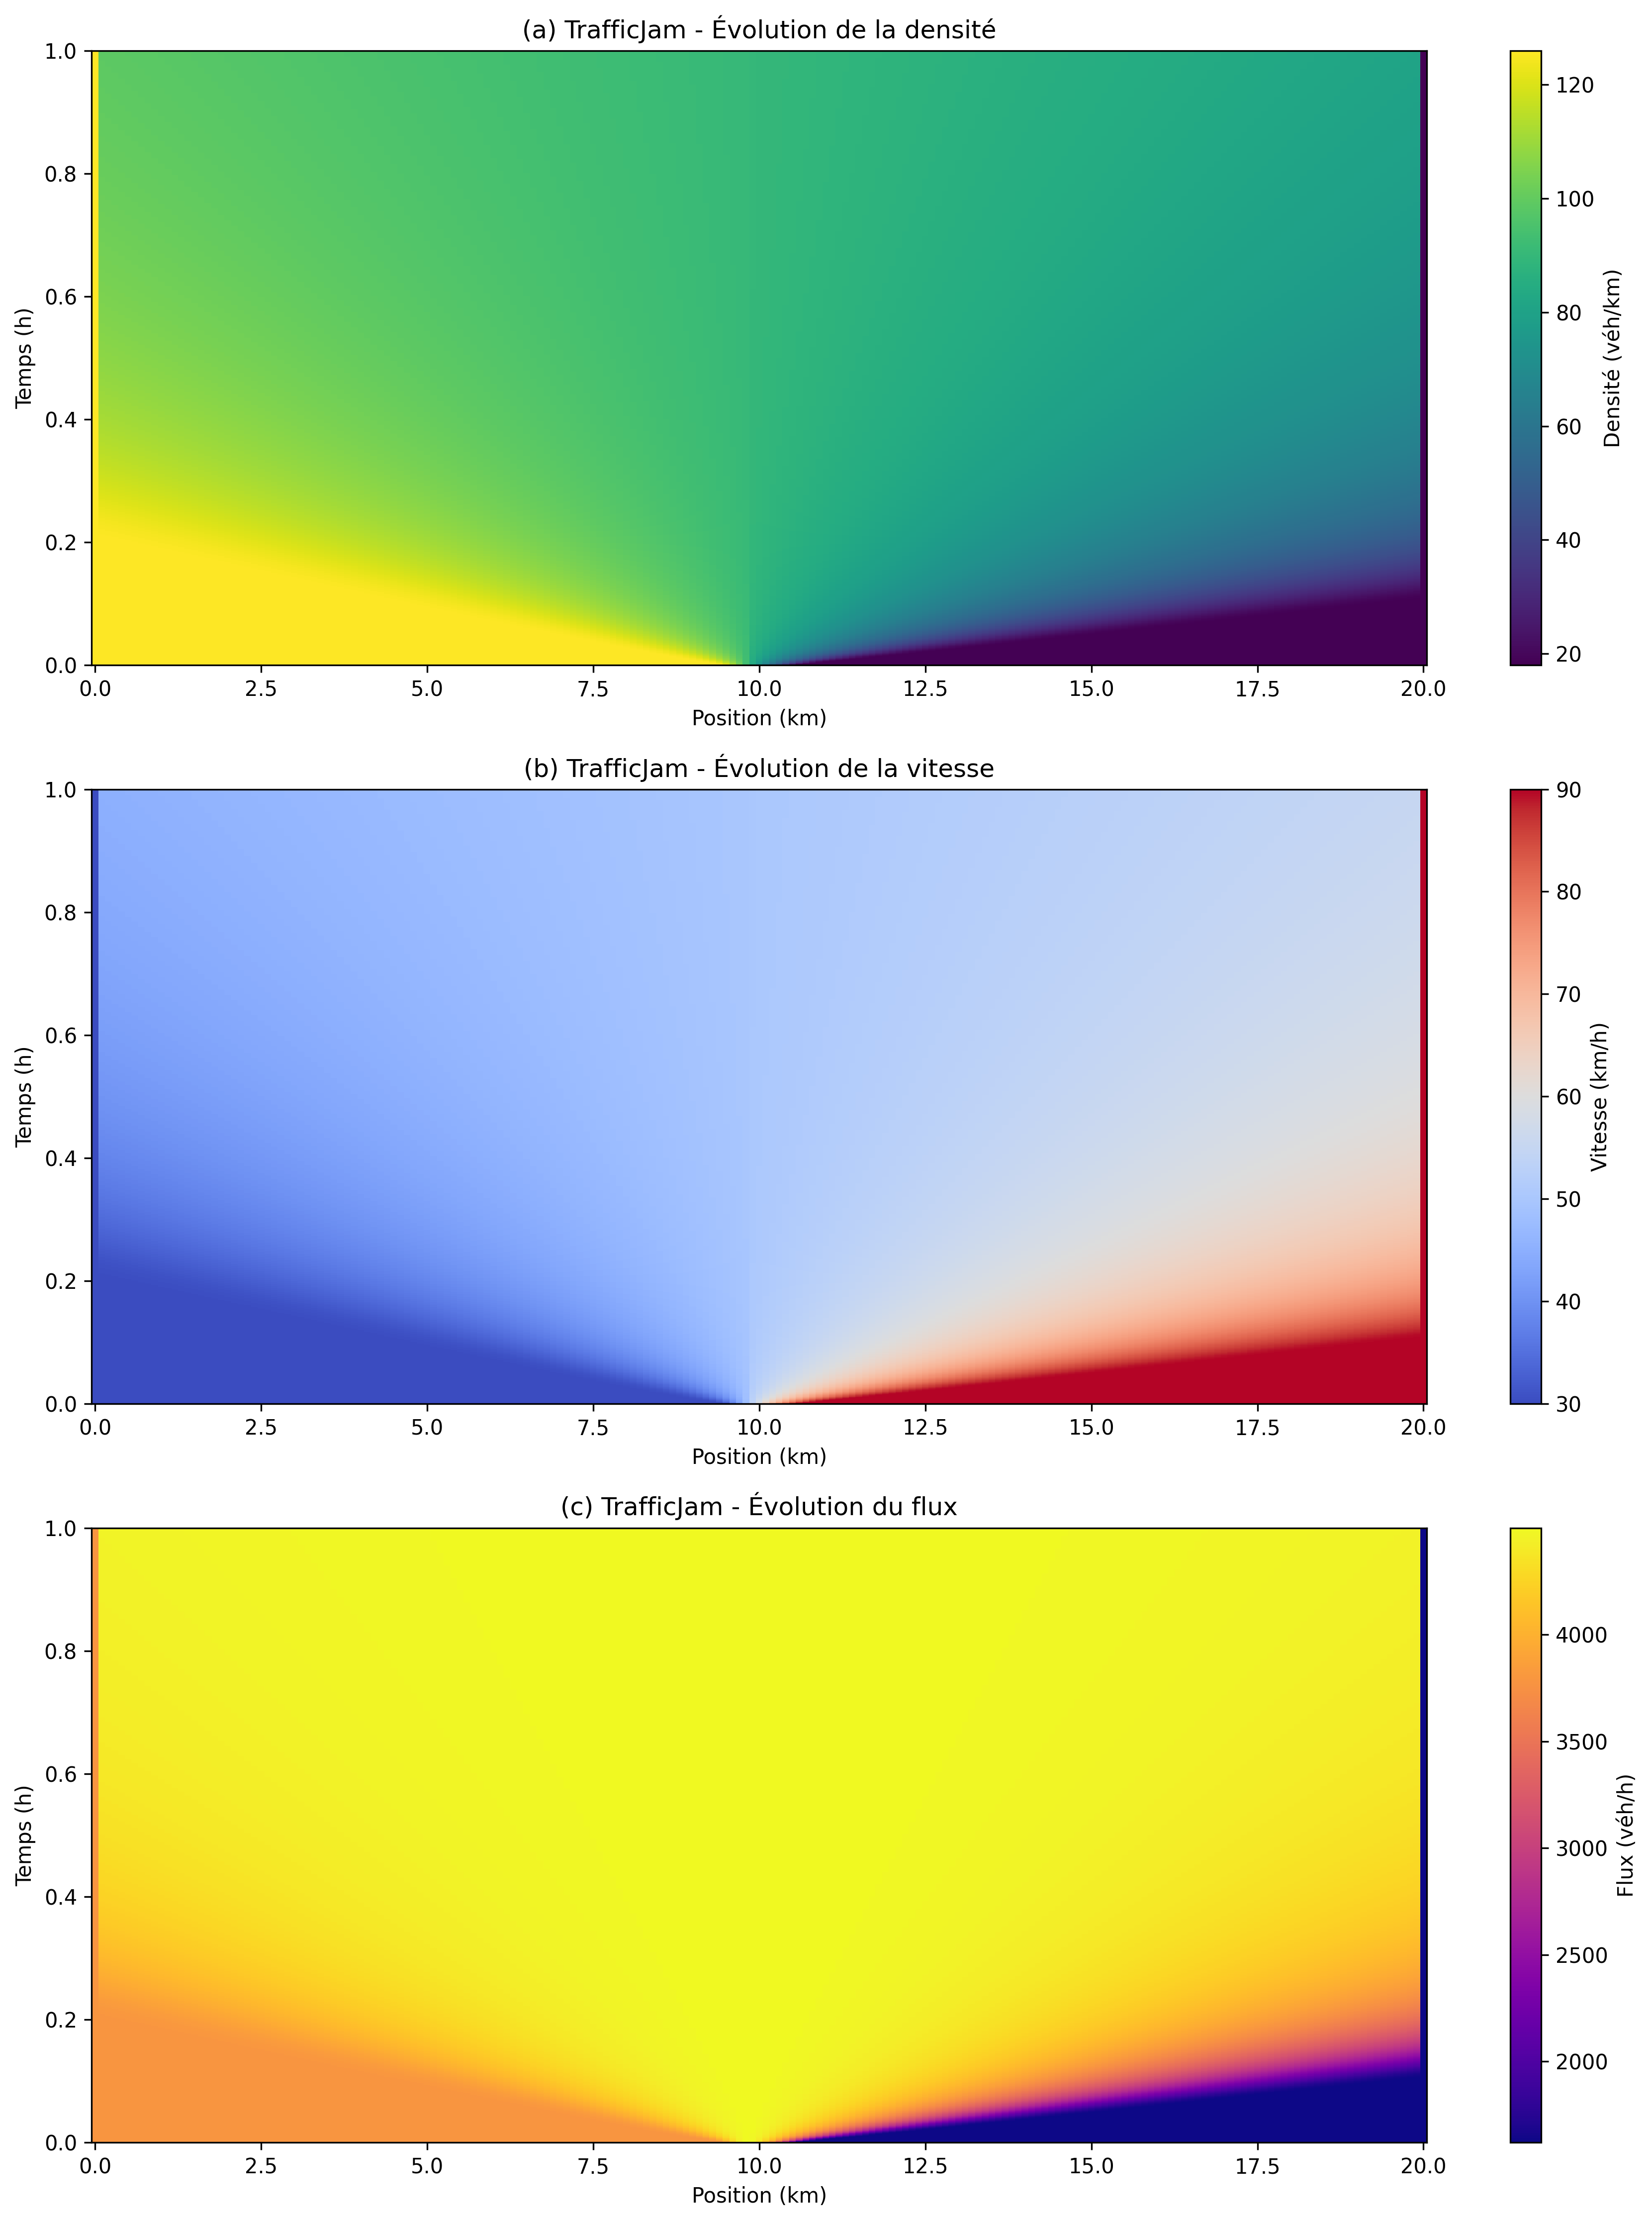 (a) TrafficJam - Évolution de la densité
1.0
0.8
0.6
0.4
0.2
0.0
Temps (h)
0.0 2.5 5.0 7.5 10.0 12.5 15.0 17.5 20.0
Position (km)
120
100
80
60
40
20
Densité (véh/km)
(b) TrafficJam - Évolution de la vitesse
1.0
0.8
0.6
0.4
0.2
0.0
Temps (h)
0.0 2.5 5.0 7.5 10.0 12.5 15.0 17.5 20.0
Position (km)
90
80
70
60
50
40
30
Vitesse (km/h)
(c) TrafficJam - Évolution du flux
1.0
0.8
0.6
0.4
0.2
0.0
Temps (h)
0.0 2.5 5.0 7.5 10.0 12.5 15.0 17.5 20.0
Position (km)
4000
3500
3000
2500
2000
Flux (véh/h)